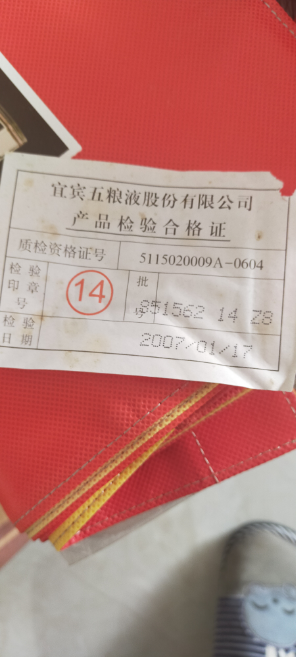 宜宾五粮液股份有限公司
产品检验合格证
质检资格证号 5115020009A-0604
检验印章号 14 批号 851562 14 Z8
检验日期 2007/01/17